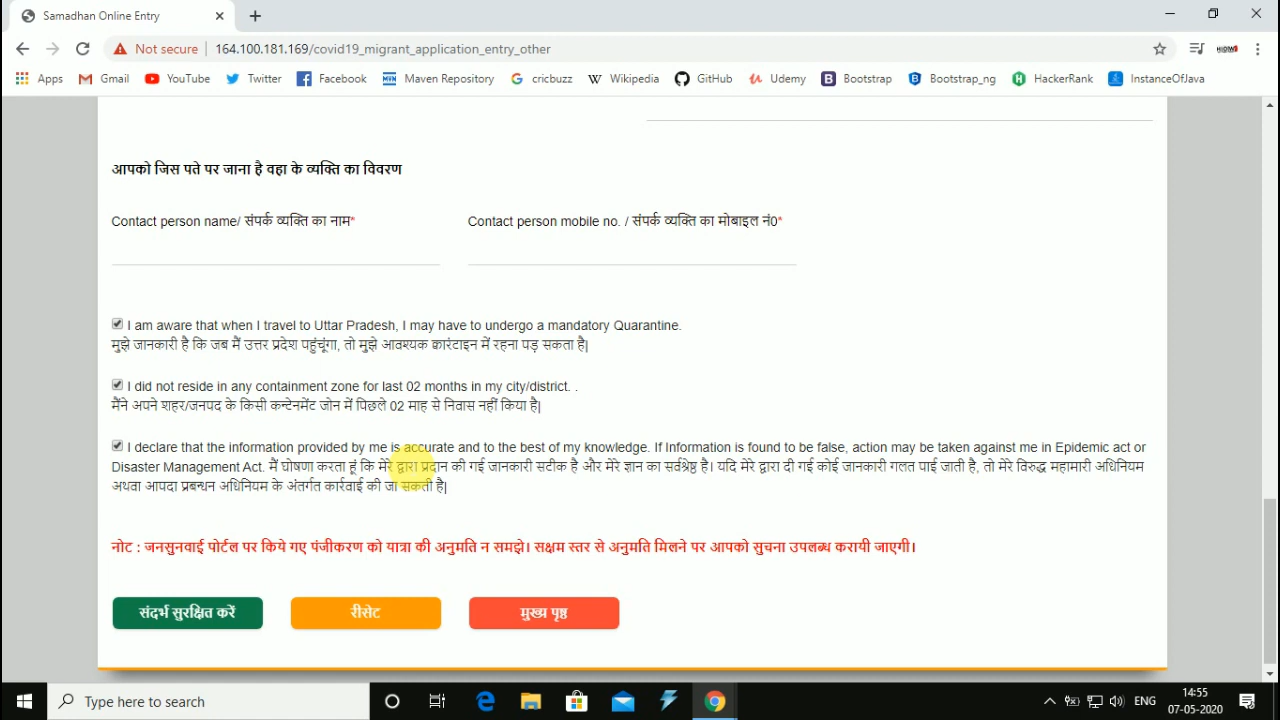 Samadhan Online Entry
Not secure
164.100.181.169/covid19_migrant_application_entry_other
Apps Gmail YouTube Twitter Facebook Maven Repository cricbuzz Wikipedia GitHub Udemy Bootstrap Bootstrap_ng HackerRank InstanceOfJava
आपको जिस पते पर जाना है वहा के व्यक्ति का विवरण
Contact person name/ संपर्क व्यक्ति का नाम* Contact person mobile no. / संपर्क व्यक्ति का मोबाइल नं0*
I am aware that when I travel to Uttar Pradesh, I may have to undergo a mandatory Quarantine.
मुझे जानकारी है कि जब मैं उत्तर प्रदेश पहुंचूंगा, तो मुझे आवश्यक क्वारंटाइन में रहना पड़ सकता है|
I did not reside in any containment zone for last 02 months in my city/district. .
मैंने अपने शहर/जनपद के किसी कन्टेनमेंट जोन में पिछले 02 माह से निवास नहीं किया है|
I declare that the information provided by me is accurate and to the best of my knowledge. If Information is found to be false, action may be taken against me in Epidemic act or
Disaster Management Act. मैं घोषणा करता हूं कि मेरे द्वारा प्रदान की गई जानकारी सटीक है और मेरे ज्ञान का सर्वश्रेष्ठ है। यदि मेरे द्वारा दी गई कोई जानकारी गलत पाई जाती है, तो मेरे विरुद्ध महामारी अधिनियम
अथवा आपदा प्रबन्धन अधिनियम के अंतर्गत कार्रवाई की जा सकती है|
नोट : जनसुनवाई पोर्टल पर किये गए पंजीकरण को यात्रा की अनुमति न समझे। सक्षम स्तर से अनुमति मिलने पर आपको सुचना उपलब्ध करायी जाएगी।
संदर्भ सुरक्षित करें रीसेट मुख्य पृष्ठ
Type here to search
ENG
14:55
07-05-2020